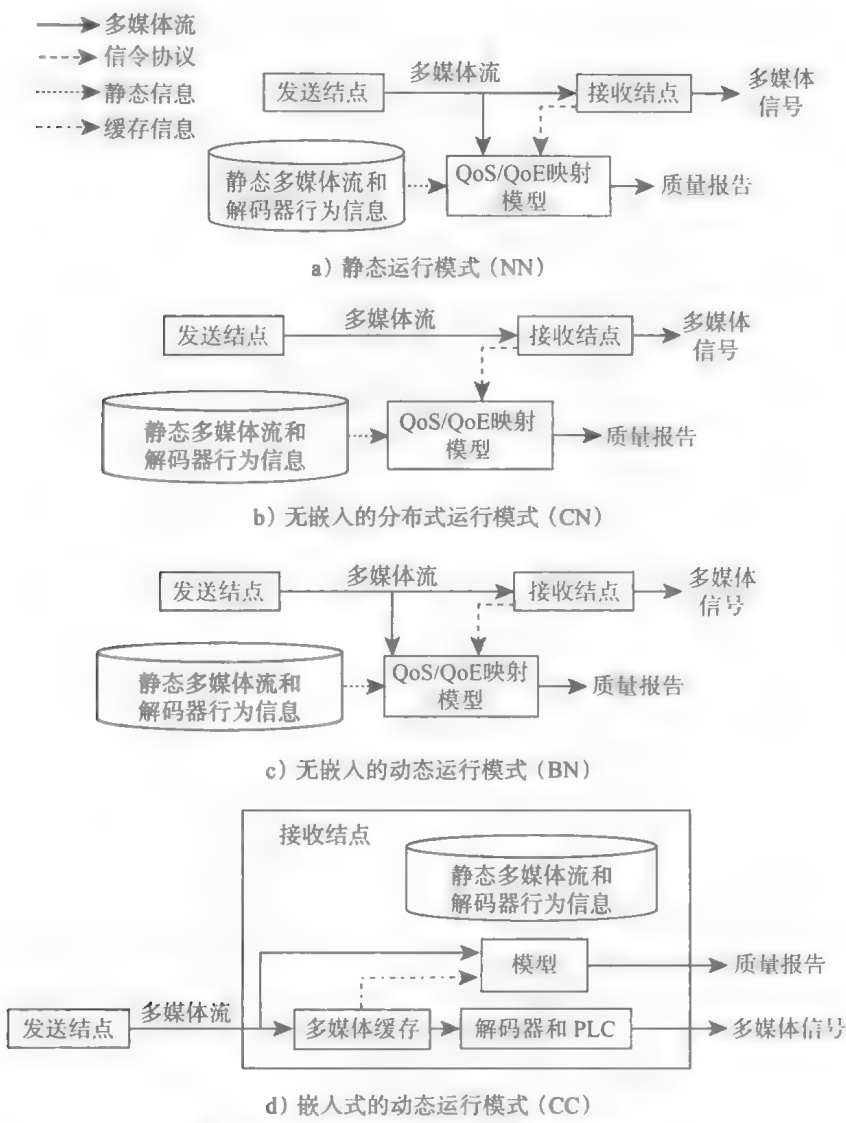 多媒体流
信令协议
静态信息
缓存信息
发送结点
多媒体流
接收结点
多媒体
信号
静态多媒体流和
解码器行为信息
QoS/QoE映射
模型
质量报告
a）静态运行模式（NN）
发送结点
多媒体流
接收结点
多媒体
信号
静态多媒体流和
解码器行为信息
QoS/QoE映射
模型
质量报告
b）无嵌入的分布式运行模式（CN）
发送结点
多媒体流
接收结点
多媒体
信号
静态多媒体流和
解码器行为信息
QoS/QoE映射
模型
质量报告
c）无嵌入的动态运行模式（BN）
接收结点
静态多媒体流和
解码器行为信息
模型
质量报告
发送结点
多媒体流
多媒体缓存
解码器和 PLC
多媒体信号
d）嵌入式的动态运行模式（CC）